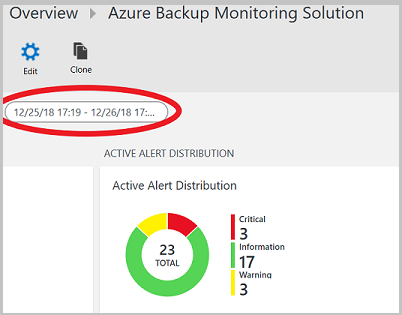 Overview > Azure Backup Monitoring Solution
Edit Clone
12/25/18 17:19 - 12/26/18 17:...
ACTIVE ALERT DISTRIBUTION
Active Alert Distribution
23
TOTAL
Critical
3
Information
17
Warning
3